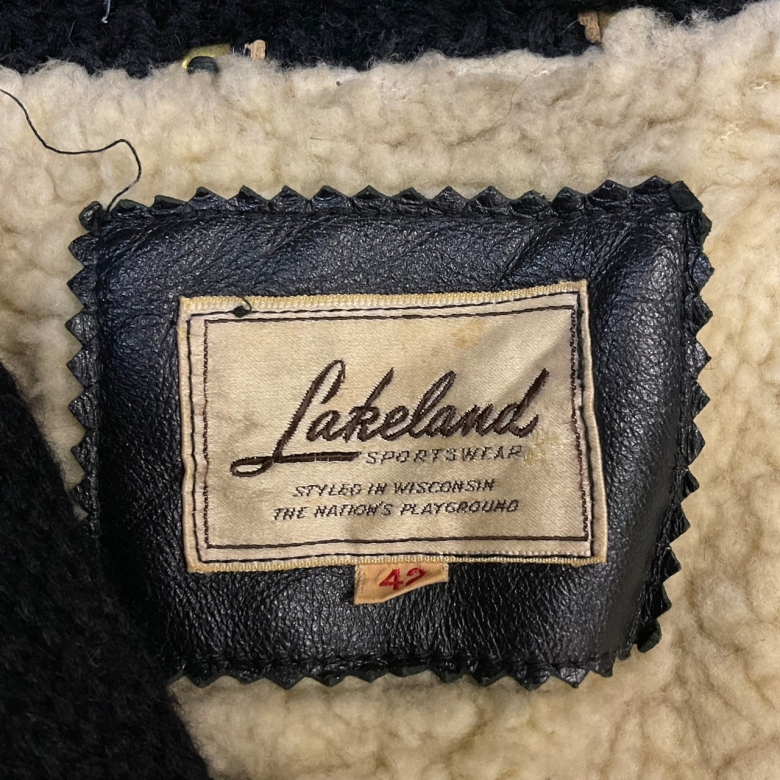 Lakeland
SPORTSWEAR
STYLED IN WISCONSIN
THE NATION'S PLAYGROUND
42